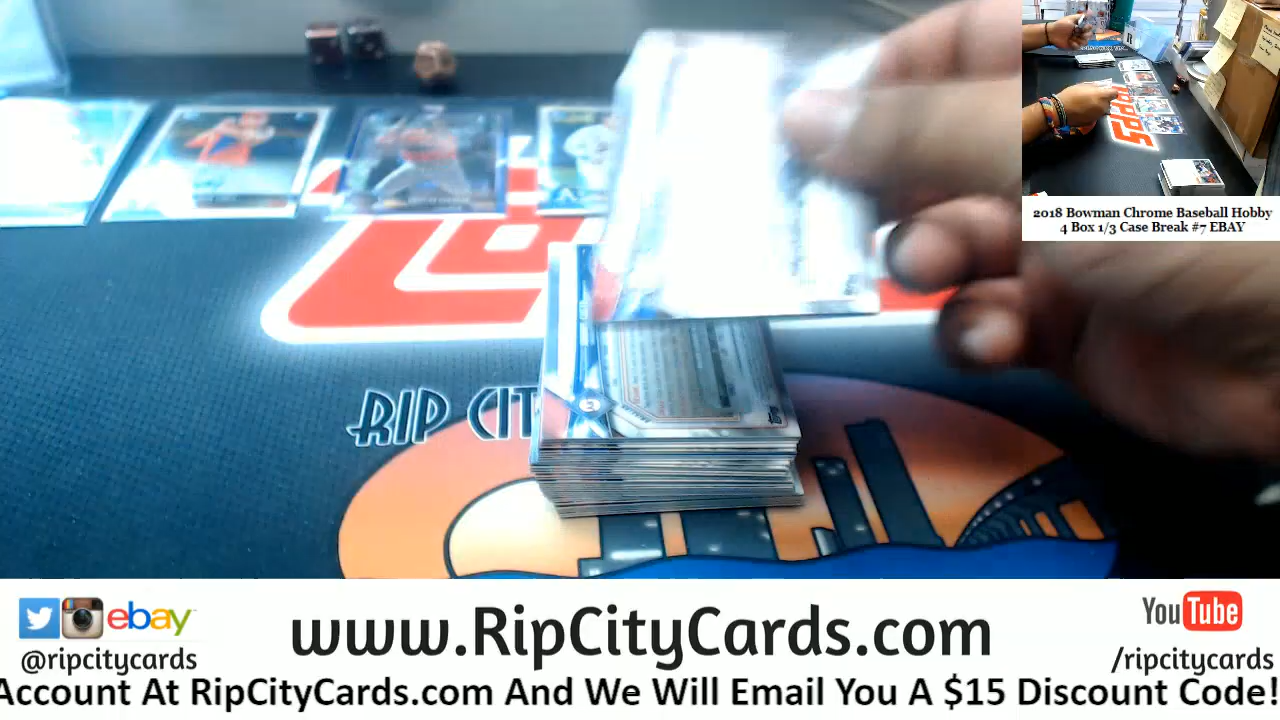 2018 Bowman Chrome Baseball Hobby
4 Box 1/3 Case Break #7 EBAY
RIP CIT
ebay
www.RipCityCards.com
YouTube
@ripcitycards
/ripcitycards
Account At RipCityCards.com And We Will Email You A $15 Discount Code!